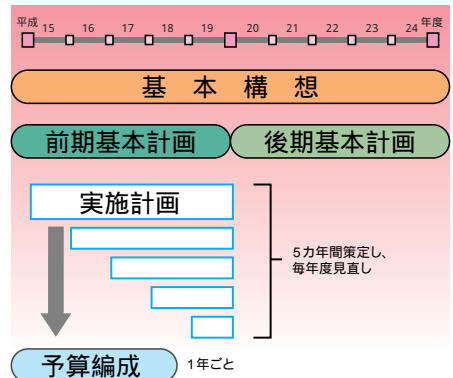 平成 15 16 17 18 19 20 21 22 23 24 年度
基本構想
前期基本計画 後期基本計画
実施計画
5カ年間策定し、
毎年度見直し
予算編成 1年ごと